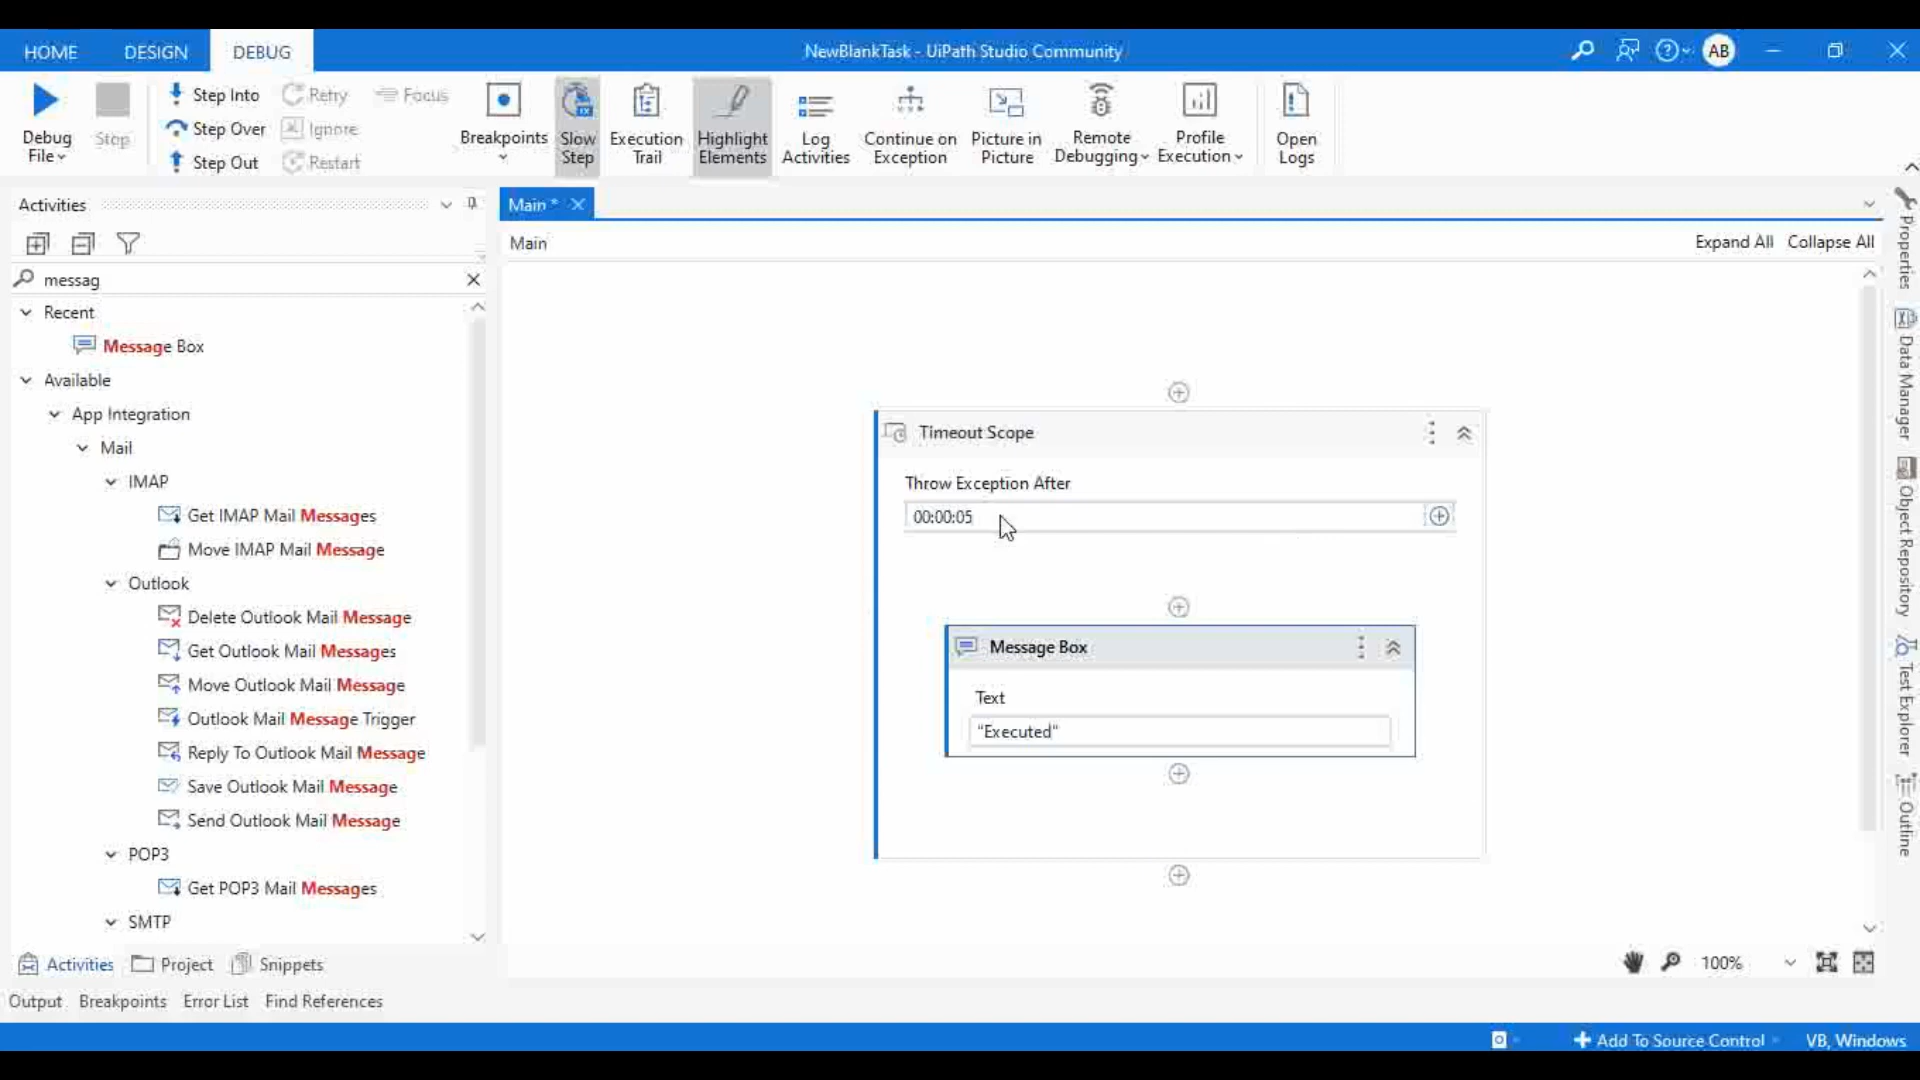 HOME DESIGN DEBUG NewBlankTask - UiPath Studio Community AB
Debug File Stop Step Into Step Over Step Out Retry Ignore Restart Focus Breakpoints Slow Step Execution Trail Highlight Elements Log Activities Continue on Exception Picture in Picture Remote Debugging Profile Execution Open Logs
Activities
messag
Recent
Message Box
Available
App Integration
Mail
IMAP
Get IMAP Mail Messages
Move IMAP Mail Message
Outlook
Delete Outlook Mail Message
Get Outlook Mail Messages
Move Outlook Mail Message
Outlook Mail Message Trigger
Reply To Outlook Mail Message
Save Outlook Mail Message
Send Outlook Mail Message
POP3
Get POP3 Mail Messages
SMTP
Activities Project Snippets
Main *
Main Expand All Collapse All
Timeout Scope
Throw Exception After
00:00:05
Message Box
Text
"Executed"
100%
Properties
Data Manager
Object Repository
Test Explorer
Outline
Output Breakpoints Error List Find References
Add To Source Control VB, Windows